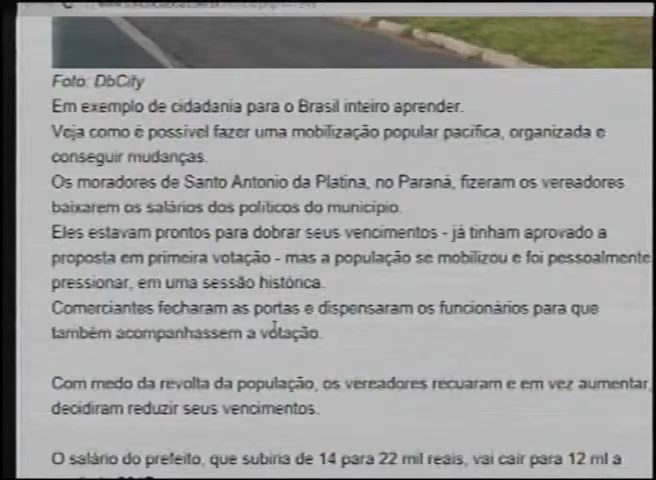 Foto: DbCity
Em exemplo de cidadania para o Brasil inteiro aprender.
Veja como é possível fazer uma mobilização popular pacífica, organizada e
conseguir mudanças.
Os moradores de Santo Antonio da Platina, no Paraná, fizeram os vereadores
baixarem os salários dos políticos do município.
Eles estavam prontos para dobrar seus vencimentos - já tinham aprovado a
proposta em primeira votação - mas a população se mobilizou e foi pessoalmente
pressionar, em uma sessão histórica.
Comerciantes fecharam as portas e dispensaram os funcionários para que
também acompanhassem a votação.
Com medo da revolta da população, os vereadores recuaram e em vez aumentar,
decidiram reduzir seus vencimentos.
O salário do prefeito, que subiria de 14 para 22 mil reais, vai cair para 12 mil a